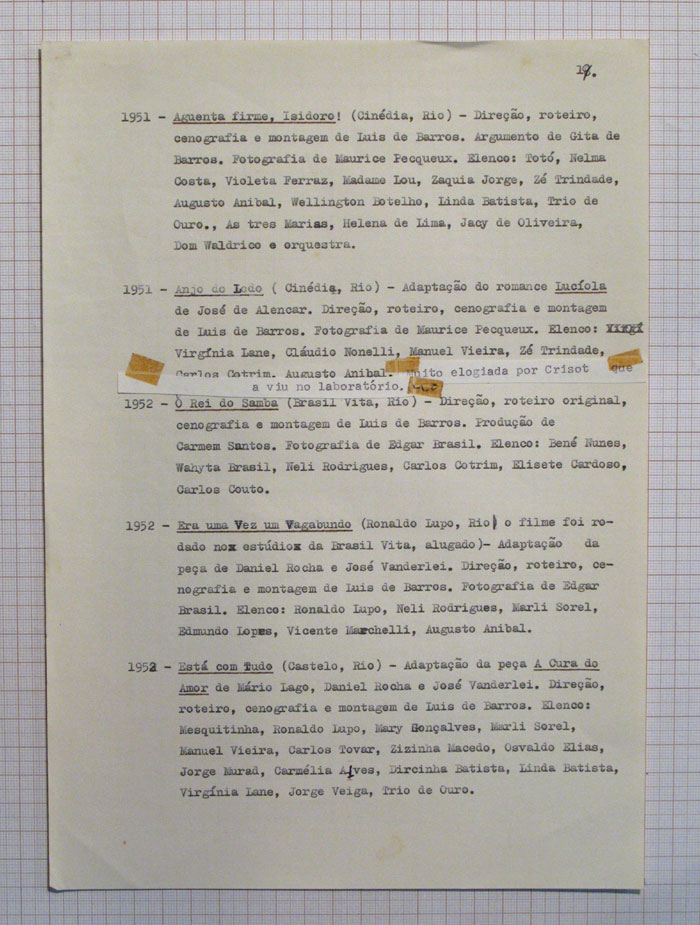 19.
1951 - Aguenta firme, Isidoro! (Cinédia, Rio) - Direção, roteiro,
cenografia e montagem de Luis de Barros. Argumento de Gita de
Barros. Fotografia de Maurice Pecqueux. Elenco: Totó, Nelma
Costa, Violeta Ferraz, Madame Lou, Zaquia Jorge, Zé Trindade,
Augusto Anibal, Wellington Botelho, Linda Batista, Trio de
Ouro., As tres Marias, Helena de Lima, Jacy de Oliveira,
Dom Waldrico e orquestra.
1951 - Anjo do Lodo ( Cinédia, Rio) - Adaptação do romance Lucíola
de José de Alencar. Direção, roteiro, cenografia e montagem
de Luis de Barros. Fotografia de Maurice Pecqueux. Elenco:
Virgínia Lane, Cláudio Nonelli, Manuel Vieira, Zé Trindade,
Carlos Cotrim. Augusto Anibal. Muito elogiada por Crisot que
a viu no laboratório.
1952 - O Rei do Samba (Brasil Vita, Rio) - Direção, roteiro original,
cenografia e montagem de Luis de Barros. Produção de
Carmem Santos. Fotografia de Edgar Brasil. Elenco: Bené Nunes,
Wahyta Brasil, Neli Rodrigues, Carlos Cotrim, Elisete Cardoso,
Carlos Couto.
1952 - Era uma Vez um Vagabundo (Ronaldo Lupo, Rio) o filme foi ro-
dado nox estúdiox da Brasil Vita, alugado)- Adaptação da
peça de Daniel Rocha e José Vanderlei. Direção, roteiro, ce-
nografia e montagem de Luis de Barros. Fotografia de Edgar
Brasil. Elenco: Ronaldo Lupo, Neli Rodrigues, Marli Sorel,
Edmundo Lopes, Vicente Marchelli, Augusto Anibal.
1952 - Está com Tudo (Castelo, Rio) - Adaptação da peça A Cura do
Amor de Mário Lago, Daniel Rocha e José Vanderlei. Direção,
roteiro, cenografia e montagem de Luis de Barros. Elenco:
Mesquitinha, Ronaldo Lupo, Mary Gonçalves, Marli Sorel,
Manuel Vieira, Carlos Tovar, Zizinha Macedo, Osvaldo Elias,
Jorge Murad, Carmélia Alves, Dircinha Batista, Linda Batista,
Virgínia Lane, Jorge Veiga, Trio de Ouro.